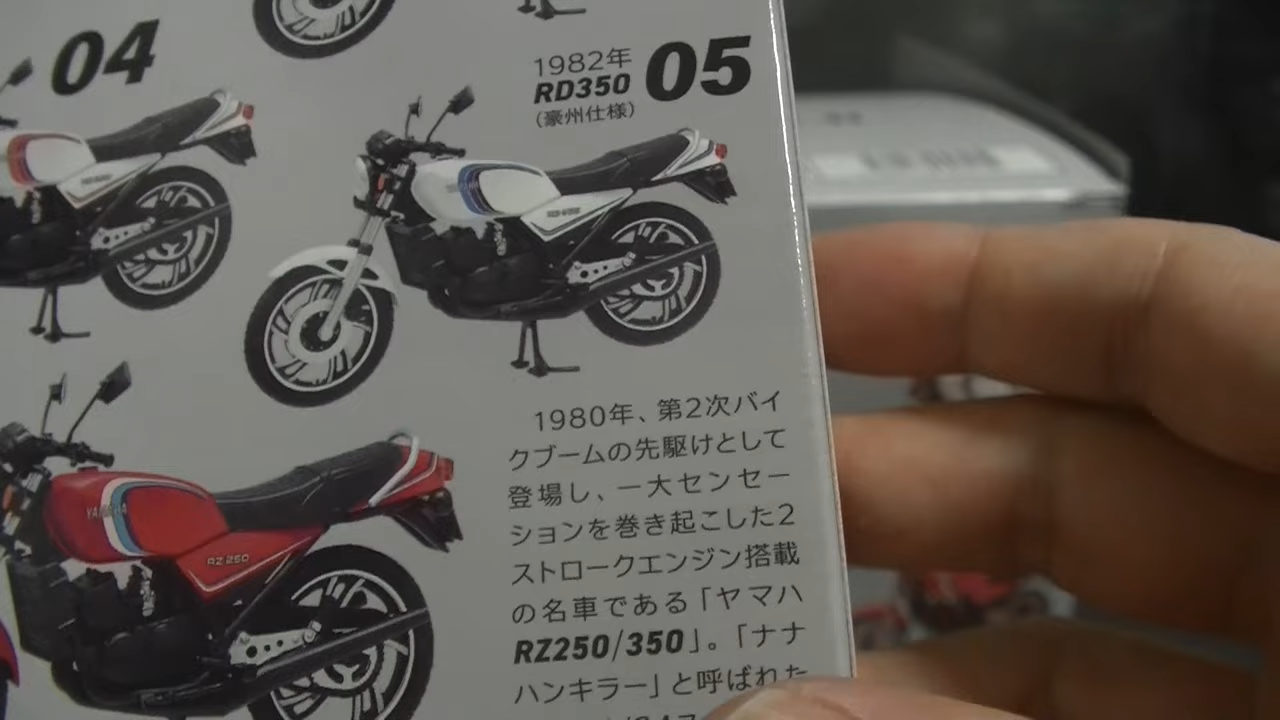 04
1982年
RD350
(豪州仕様)
05
YAMAHA
RZ 250
1980年、第2次バイ
クブームの先駆けとして
登場し、一大センセー
ションを巻き起こした2
ストロークエンジン搭載
の名車である「ヤマハ
RZ250/350」。「ナナ
ハンキラー」と呼ばれた